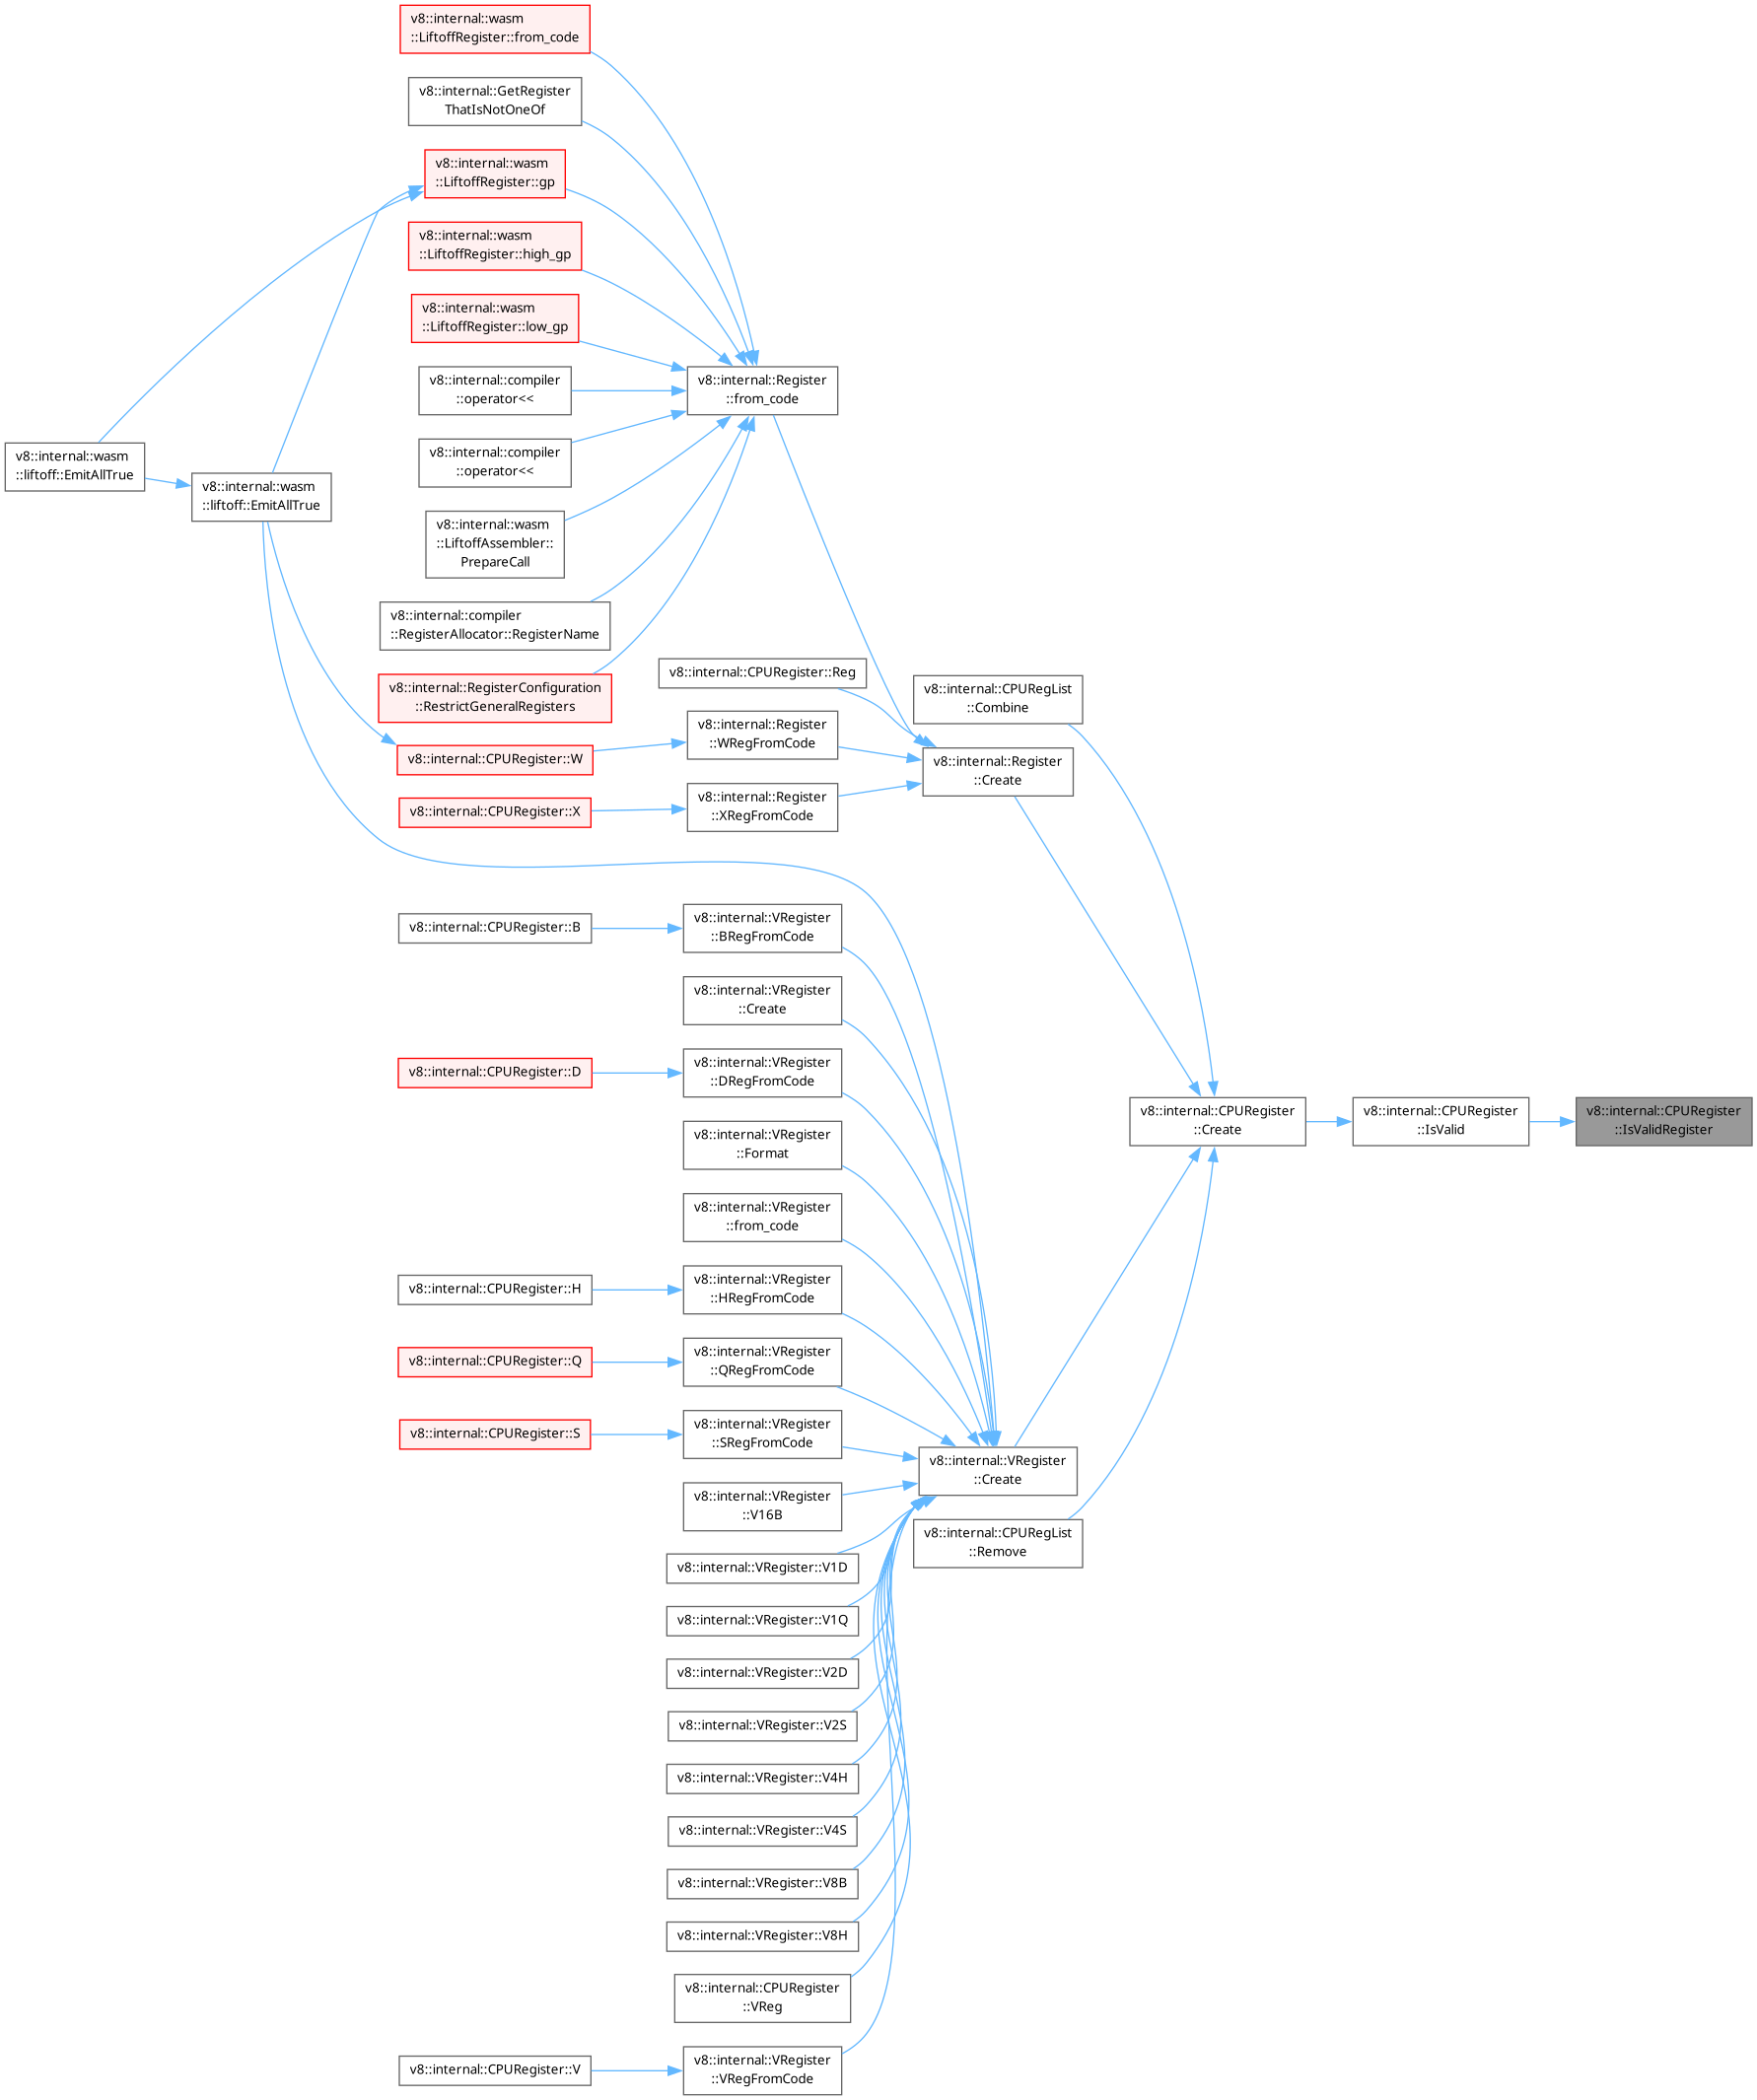 v8::internal::wasm
::LiftoffRegister::from_code
v8::internal::GetRegister
ThatIsNotOneOf
v8::internal::wasm
::LiftoffRegister::gp
v8::internal::wasm
::LiftoffRegister::high_gp
v8::internal::wasm
::LiftoffRegister::low_gp
v8::internal::Register
::from_code
v8::internal::compiler
::operator<<
v8::internal::compiler
::operator<<
v8::internal::wasm
::liftoff::EmitAllTrue
v8::internal::wasm
::liftoff::EmitAllTrue
v8::internal::wasm
::LiftoffAssembler::
PrepareCall
v8::internal::compiler
::RegisterAllocator::RegisterName
v8::internal::RegisterConfiguration
::RestrictGeneralRegisters
v8::internal::CPURegister::Reg
v8::internal::CPURegList
::Combine
v8::internal::Register
::WRegFromCode
v8::internal::CPURegister::W
v8::internal::Register
::Create
v8::internal::Register
::XRegFromCode
v8::internal::CPURegister::X
v8::internal::VRegister
::BRegFromCode
v8::internal::CPURegister::B
v8::internal::VRegister
::Create
v8::internal::VRegister
::DRegFromCode
v8::internal::CPURegister::D
v8::internal::CPURegister
::Create
v8::internal::CPURegister
::IsValid
v8::internal::CPURegister
::IsValidRegister
v8::internal::VRegister
::Format
v8::internal::VRegister
::from_code
v8::internal::VRegister
::HRegFromCode
v8::internal::CPURegister::H
v8::internal::VRegister
::QRegFromCode
v8::internal::CPURegister::Q
v8::internal::VRegister
::SRegFromCode
v8::internal::CPURegister::S
v8::internal::VRegister
::Create
v8::internal::VRegister
::V16B
v8::internal::CPURegList
::Remove
v8::internal::VRegister::V1D
v8::internal::VRegister::V1Q
v8::internal::VRegister::V2D
v8::internal::VRegister::V2S
v8::internal::VRegister::V4H
v8::internal::VRegister::V4S
v8::internal::VRegister::V8B
v8::internal::VRegister::V8H
v8::internal::CPURegister
::VReg
v8::internal::VRegister
::VRegFromCode
v8::internal::CPURegister::V